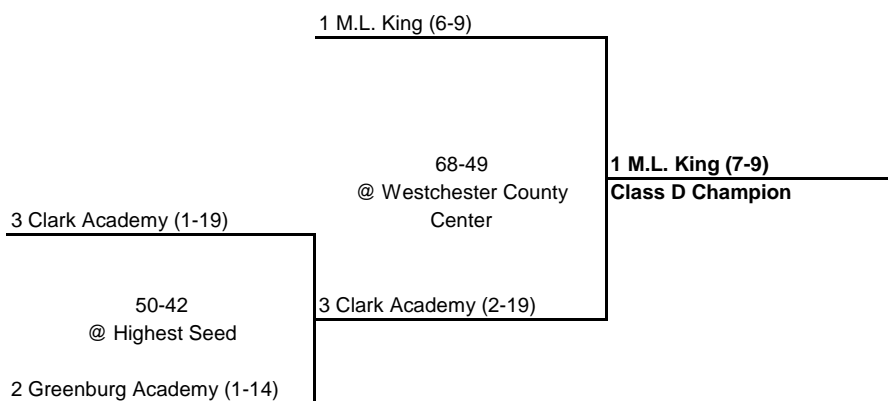 1 M.L. King (6-9)
68-49
@ Westchester County
Center
1 M.L. King (7-9)
Class D Champion
3 Clark Academy (1-19)
50-42
@ Highest Seed
3 Clark Academy (2-19)
2 Greenburg Academy (1-14)